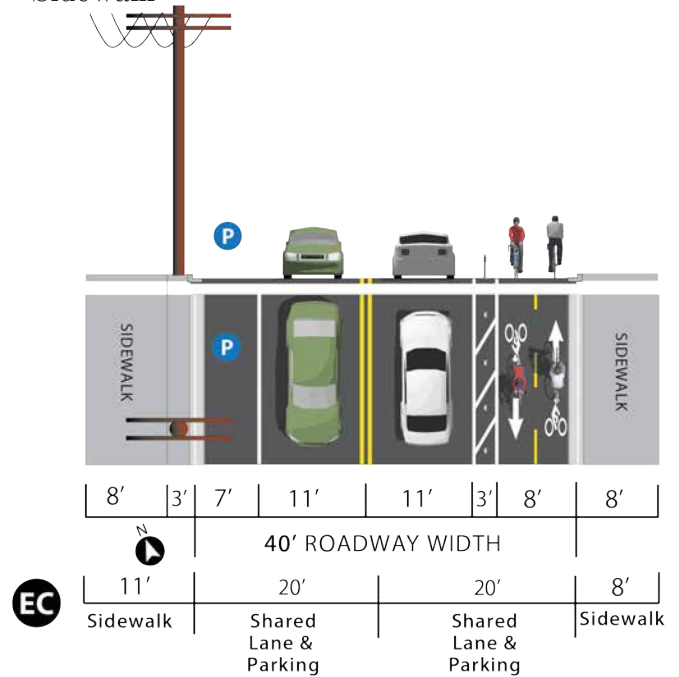 Sidewalk
P
P
SIDEWALK
SIDEWALK
8' 3' 7' 11' 11' 3' 8' 8'
N
40' ROADWAY WIDTH
EC
11' 20' 20' 8'
Sidewalk Shared Lane & Parking Shared Lane & Parking Sidewalk